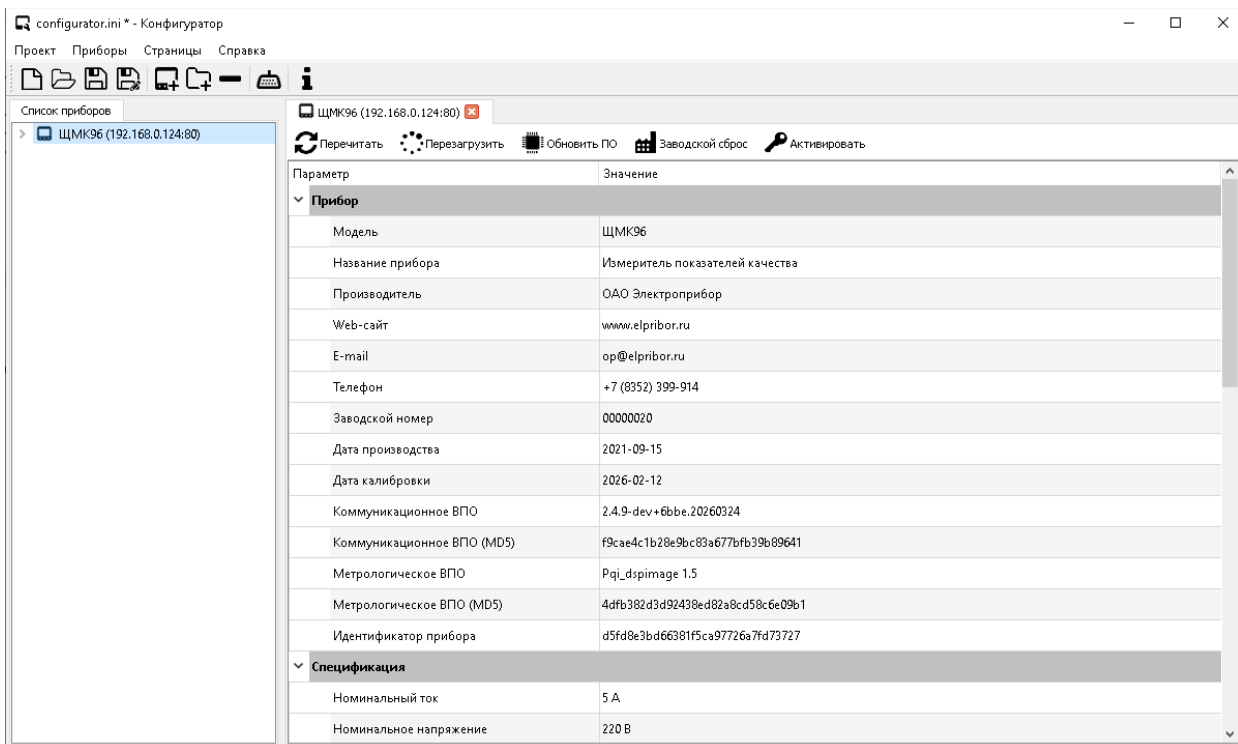 configurator.ini * - Конфигуратор
Проект Приборы Страницы Справка
Список приборов
ЩМК96 (192.168.0.124:80)
ЩМК96 (192.168.0.124:80)
Перечитать Перезагрузить Обновить ПО Заводской сброс Активировать
Параметр Значение
Прибор
Модель ЩМК96
Название прибора Измеритель показателей качества
Производитель ОАО Электроприбор
Web-сайт www.elpribor.ru
E-mail op@elpribor.ru
Телефон +7 (8352) 399-914
Заводской номер 00000020
Дата производства 2021-09-15
Дата калибровки 2026-02-12
Коммуникационное ВПО 2.4.9-dev+6bbe.20260324
Коммуникационное ВПО (MD5) f9cae4c1b28e9bc83a677bfb39b89641
Метрологическое ВПО Pqi_dspimage 1.5
Метрологическое ВПО (MD5) 4dfb382d3d92438ed82a8cd58c6e09b1
Идентификатор прибора d5fd8e3bd66381f5ca97726a7fd73727
Спецификация
Номинальный ток 5 А
Номинальное напряжение 220 В